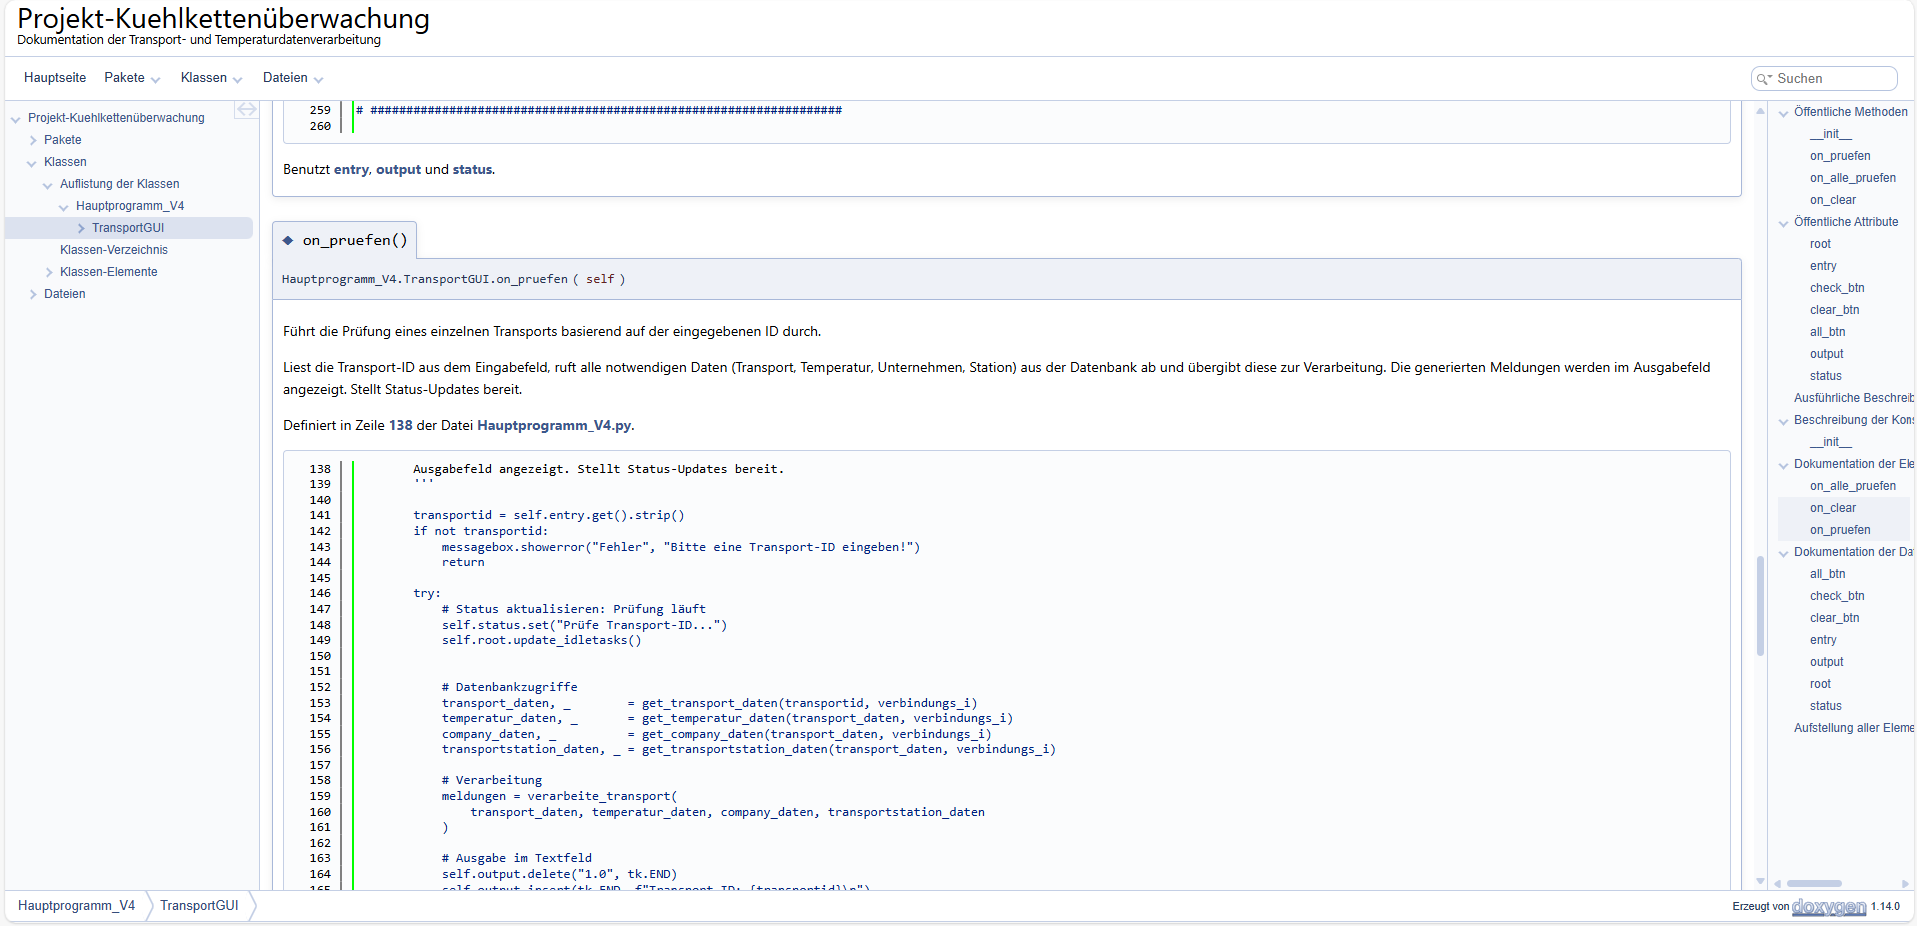 Projekt-Kuehlkettenüberwachung
Dokumentation der Transport- und Temperaturdatenverarbeitung
Hauptseite Pakete Klassen Dateien
Suchen
Projekt-Kuehlkettenüberwachung
Pakete
Klassen
Auflistung der Klassen
Hauptprogramm_V4
TransportGUI
Klassen-Verzeichnis
Klassen-Elemente
Dateien
259 # ##################################################################
260
Benutzt entry, output und status.
◆ on_pruefen()
Hauptprogramm_V4.TransportGUI.on_pruefen ( self )
Führt die Prüfung eines einzelnen Transports basierend auf der eingegebenen ID durch.
Liest die Transport-ID aus dem Eingabefeld, ruft alle notwendigen Daten (Transport, Temperatur, Unternehmen, Station) aus der Datenbank ab und übergibt diese zur Verarbeitung. Die generierten Meldungen werden im Ausgabefeld
angezeigt. Stellt Status-Updates bereit.
Definiert in Zeile 138 der Datei Hauptprogramm_V4.py.
138 Ausgabefeld angezeigt. Stellt Status-Updates bereit.
139 '''
140
141 transportid = self.entry.get().strip()
142 if not transportid:
143 messagebox.showerror("Fehler", "Bitte eine Transport-ID eingeben!")
144 return
145
146 try:
147 # Status aktualisieren: Prüfung läuft
148 self.status.set("Prüfe Transport-ID...")
149 self.root.update_idletasks()
150
151
152 # Datenbankzugriffe
153 transport_daten, _ = get_transport_daten(transportid, verbindungs_i)
154 temperatur_daten, _ = get_temperatur_daten(transport_daten, verbindungs_i)
155 company_daten, _ = get_company_daten(transport_daten, verbindungs_i)
156 transportstation_daten, _ = get_transportstation_daten(transport_daten, verbindungs_i)
157
158 # Verarbeitung
159 meldungen = verarbeite_transport(
160 transport_daten, temperatur_daten, company_daten, transportstation_daten
161 )
162
163 # Ausgabe im Textfeld
164 self.output.delete("1.0", tk.END)
165 self.output.insert(tk.END, f"Transport-ID: {transportid}\n")
Öffentliche Methoden
__init__
on_pruefen
on_alle_pruefen
on_clear
Öffentliche Attribute
root
entry
check_btn
clear_btn
all_btn
output
status
Ausführliche Beschreib
Beschreibung der Kons
__init__
Dokumentation der Ele
on_alle_pruefen
on_clear
on_pruefen
Dokumentation der Da
all_btn
check_btn
clear_btn
entry
output
root
status
Aufstellung aller Eleme
Hauptprogramm_V4 TransportGUI
Erzeugt von doxygen 1.14.0